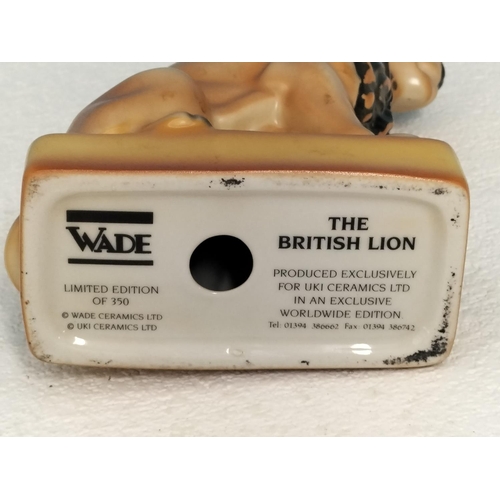 WADE
LIMITED EDITION
OF 350
© WADE CERAMICS LTD
© UKI CERAMICS LTD
THE
BRITISH LION
PRODUCED EXCLUSIVELY
FOR UKI CERAMICS LTD
IN AN EXCLUSIVE
WORLDWIDE EDITION.
Tel: 01394 386662 Fax: 01394 386742